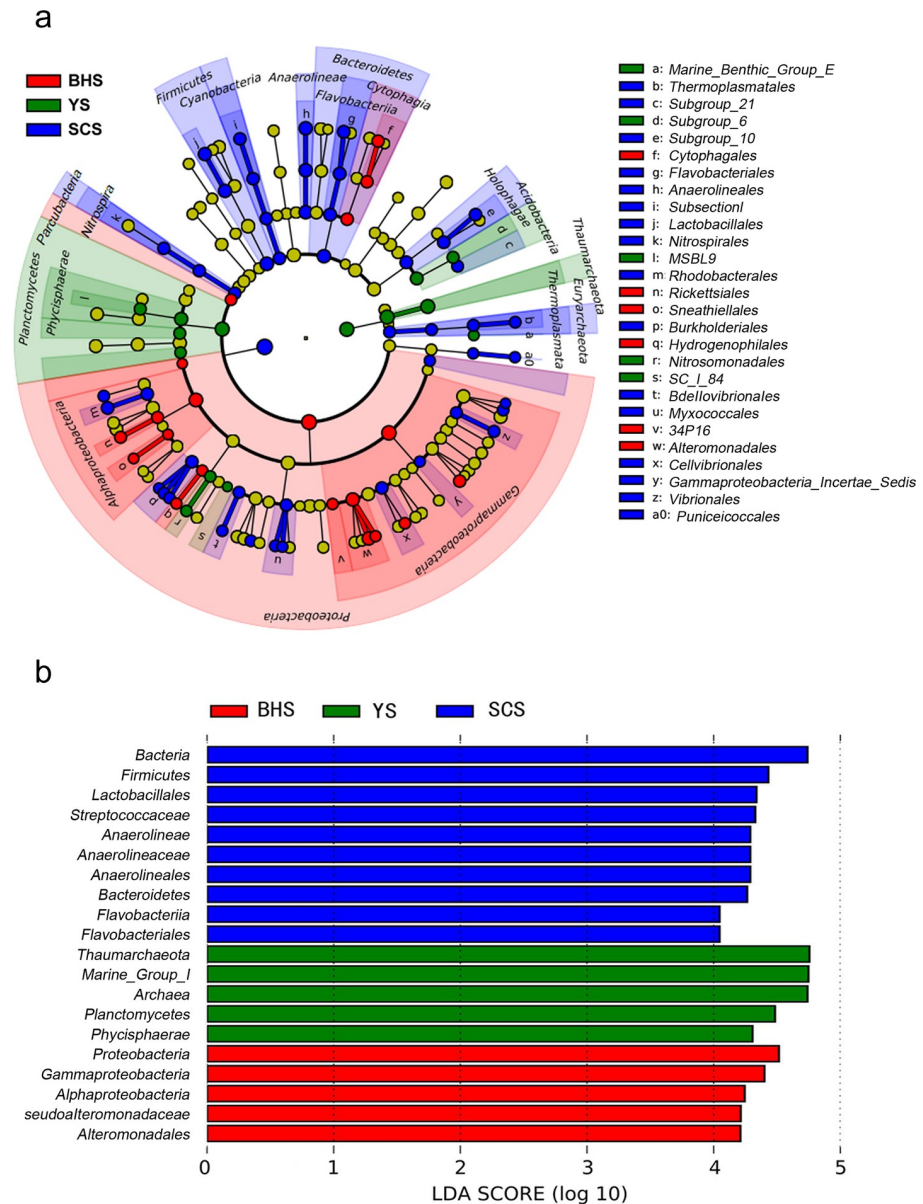 a
BHS
YS
SCS
Firmicutes
Cyanobacteria
Anaerolineae
Bacteroidetes
Flavobacteriia
Cytophagia
Holophagae
Acidobacteria
Thaumarchaeota
Euryarchaeota
Thermoplasmata
Parcubacteria
Nitrospira
Planctomycetes
Phycisphaerae
Alphaproteobacteria
Gammaproteobacteria
Proteobacteria
i
j
h
g
f
e
d
c
b
a
a0
k
l
m
n
o
p
q
r
s
t
u
v
w
x
y
z
a: Marine_Benthic_Group_E
b: Thermoplasmatales
c: Subgroup_21
d: Subgroup_6
e: Subgroup_10
f: Cytophagales
g: Flavobacteriales
h: Anaerolineales
i: SubsectionI
j: Lactobacillales
k: Nitrospirales
l: MSBL9
m: Rhodobacterales
n: Rickettsiales
o: Sneathiellales
p: Burkholderiales
q: Hydrogenophilales
r: Nitrosomonadales
s: SC_I_84
t: Bdellovibrionales
u: Myxococcales
v: 34P16
w: Alteromonadales
x: Cellvibrionales
y: Gammaproteobacteria_Incertae_Sedis
z: Vibrionales
a0: Puniceicoccales
b
BHS YS SCS
Bacteria
Firmicutes
Lactobacillales
Streptococcaceae
Anaerolineae
Anaerolineaceae
Anaerolineales
Bacteroidetes
Flavobacteriia
Flavobacteriales
Thaumarchaeota
Marine_Group_I
Archaea
Planctomycetes
Phycisphaerae
Proteobacteria
Gammaproteobacteria
Alphaproteobacteria
seudoalteromonadaceae
Alteromonadales
0 1 2 3 4 5
LDA SCORE (log 10)